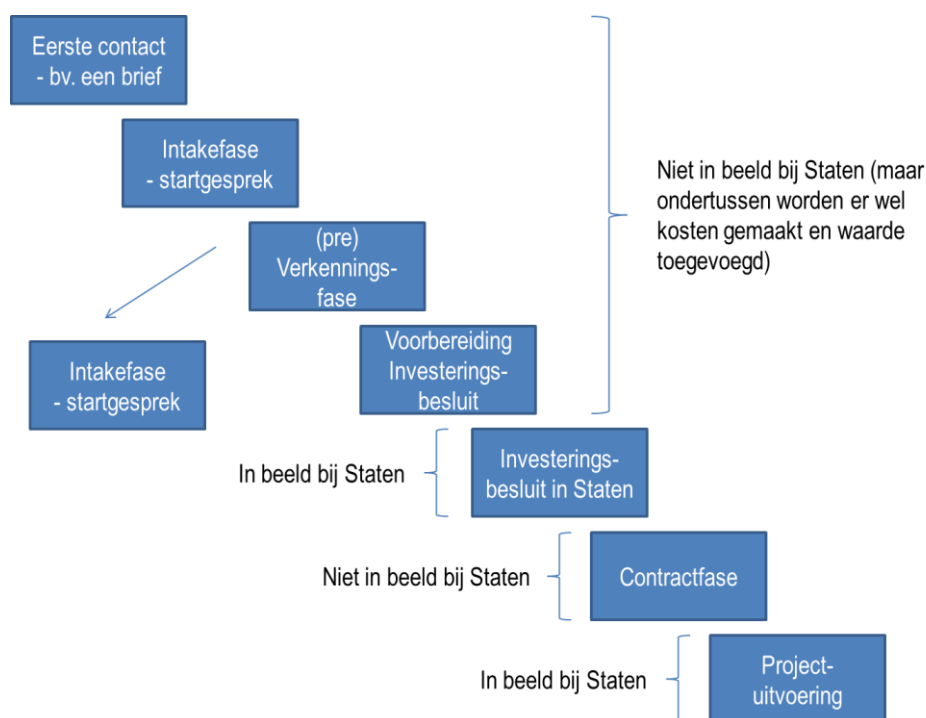 Eerste contact
- bv. een brief
Intakefase
- startgesprek
Niet in beeld bij Staten (maar
ondertussen worden er wel
kosten gemaakt en waarde
toegevoegd)
(pre)
Verkennings-
fase
Voorbereiding
Investerings-
besluit
Intakefase
- startgesprek
In beeld bij Staten
Investerings-
besluit in Staten
Niet in beeld bij Staten
Contractfase
In beeld bij Staten
Project-
uitvoering